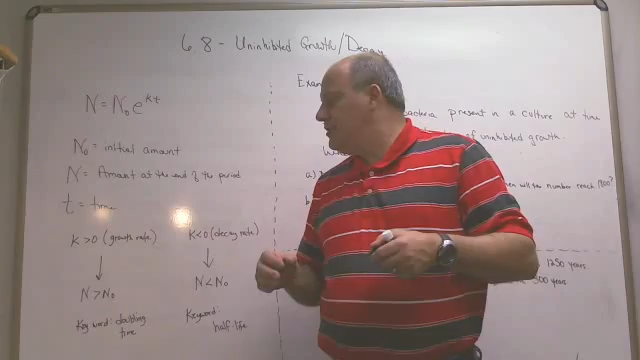 6.8 - Uninhibited Growth/Decay
N = N₀e^kt
N₀ = initial amount
N = Amount at the end of the period
t = time
K > 0 (growth rate)
K < 0 (decay rate)
↓
↓
N > N₀
N < N₀
Key word: doubling
time
Keyword:
half-life
Exam
bacteria present in a culture at time
of uninhibited growth.
a)
when will the number reach
b
1250 years
500 years